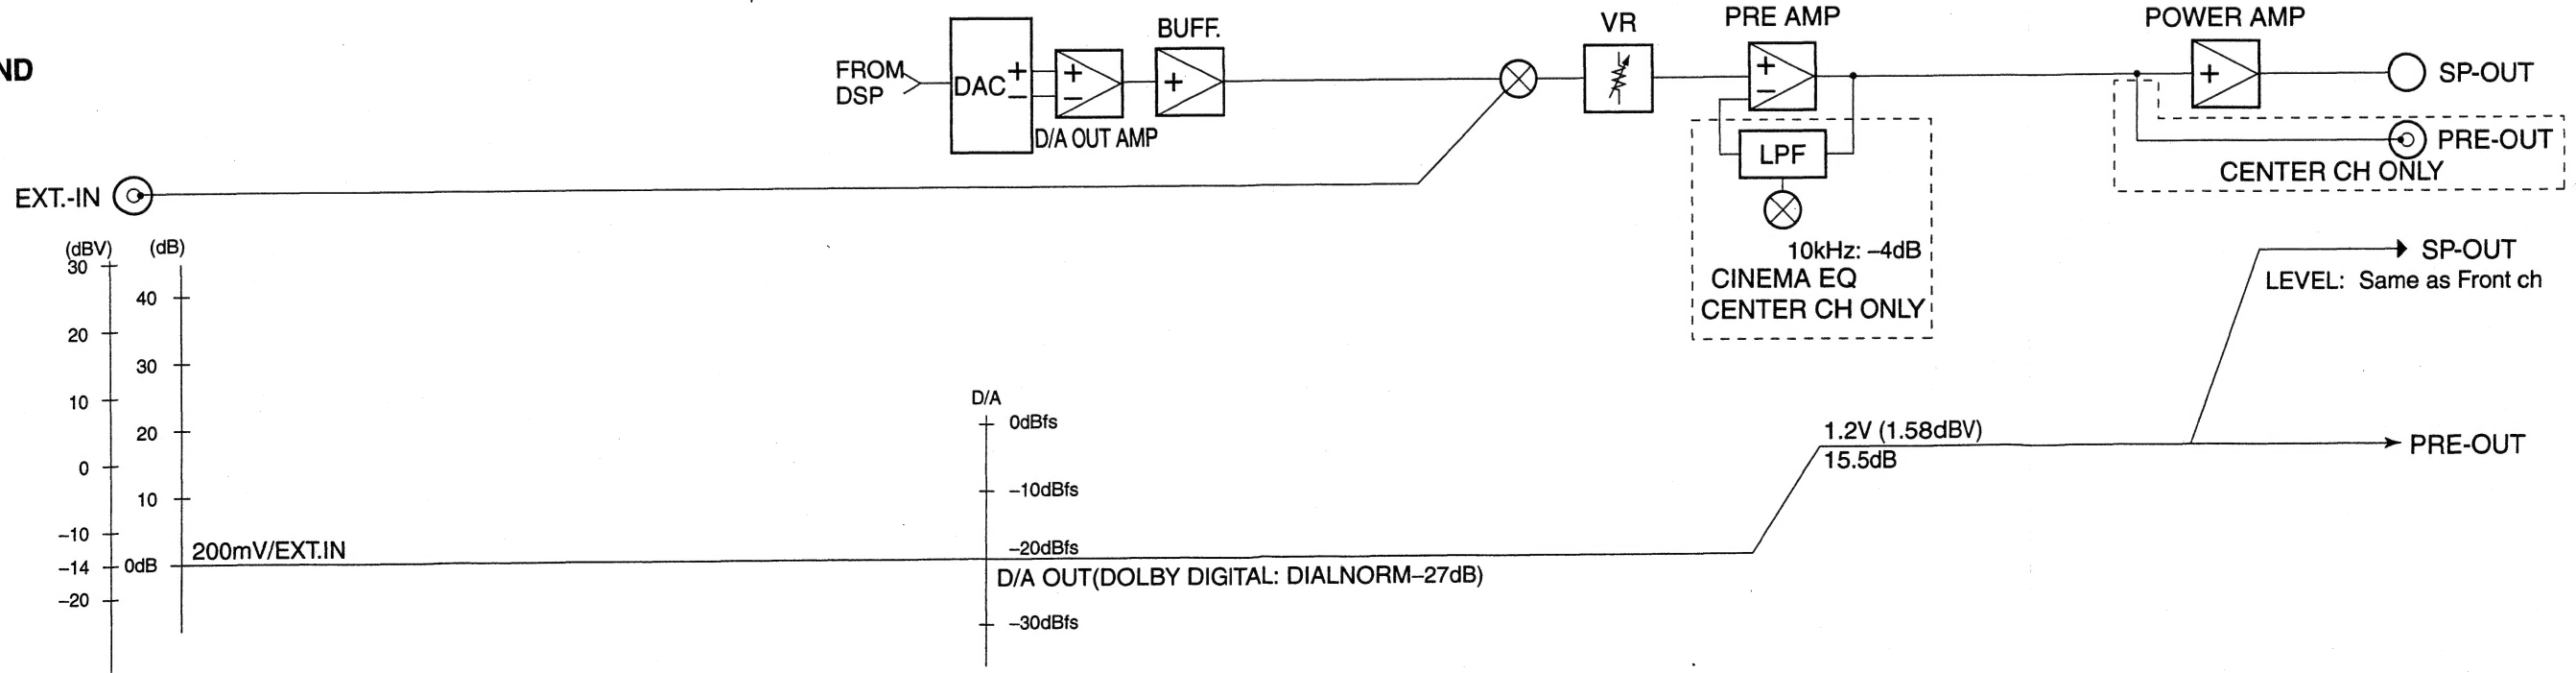 ND
FROM
DSP
DAC
+
−
+
−
D/A OUT AMP
BUFF.
+
VR
PRE AMP
+
−
LPF
10kHz: −4dB
CINEMA EQ
CENTER CH ONLY
POWER AMP
+
SP-OUT
PRE-OUT
CENTER CH ONLY
EXT.-IN
(dBV) (dB)
30
40
20
30
10
20
0
10
−10
−14 0dB
−20
200mV/EXT.IN
D/A
0dBfs
−10dBfs
−20dBfs
D/A OUT(DOLBY DIGITAL: DIALNORM−27dB)
−30dBfs
1.2V (1.58dBV)
15.5dB
SP-OUT
LEVEL: Same as Front ch
PRE-OUT